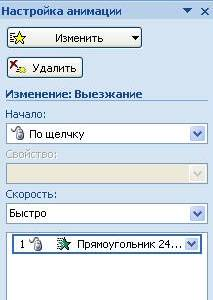 Настройка анимации
Изменить
Удалить
Изменение: Выезжание
Начало:
По щелчку
Свойство:
Скорость:
Быстро
1 Прямоугольник 24...